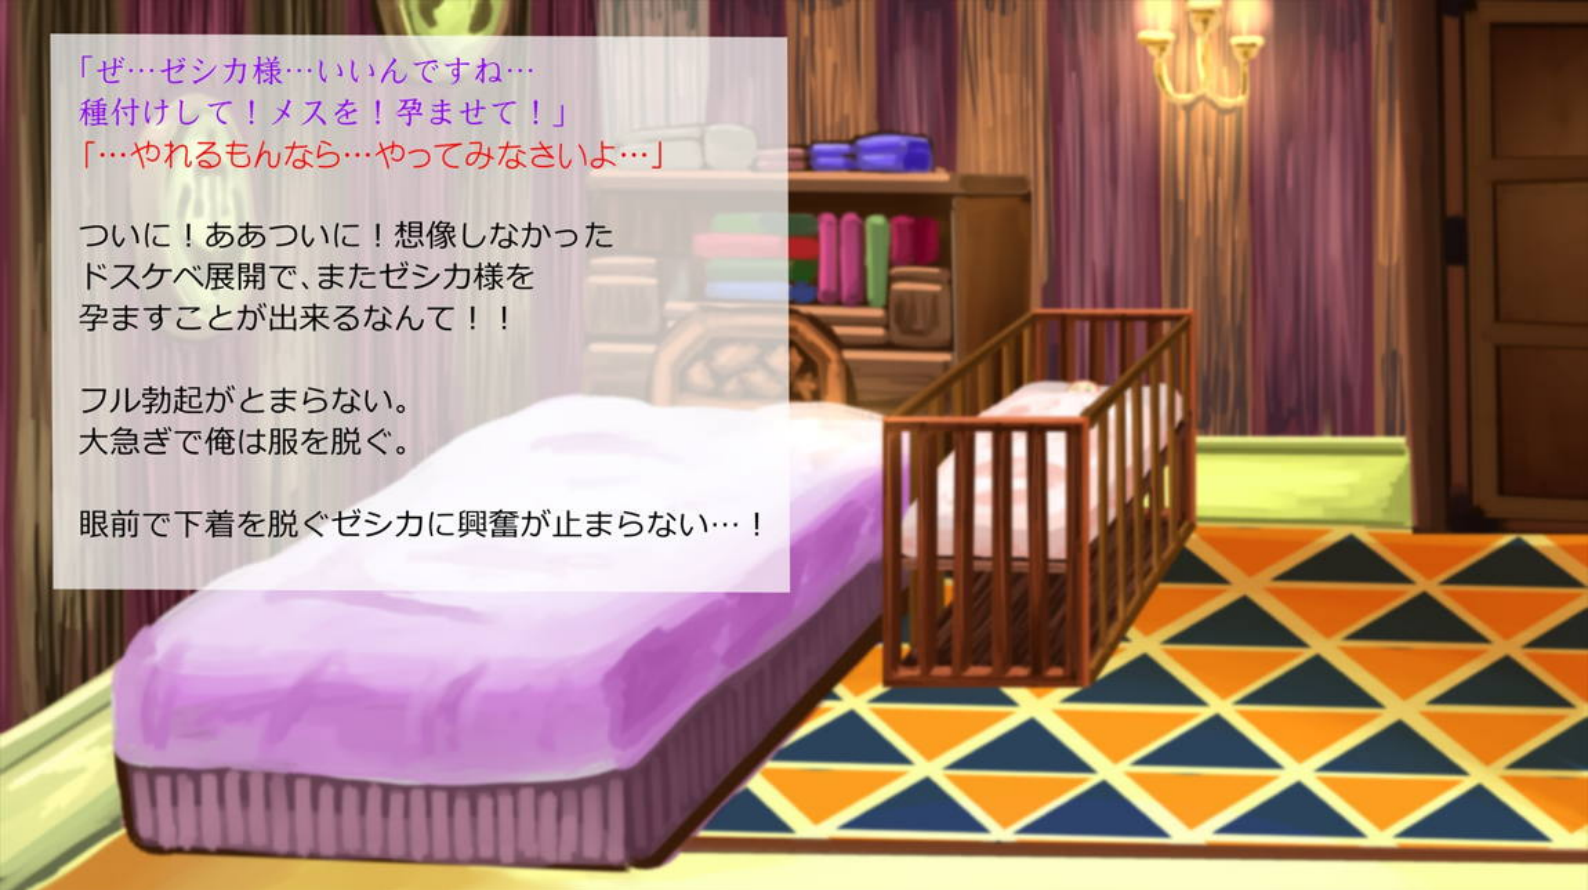 「ぜ…ゼシカ様…いいんですね…
種付けして！メスを！孕ませて！」
「…やれるもんなら…やってみなさいよ…」
ついに！ああついに！想像しなかった
ドスケベ展開で､またゼシカ様を
孕ますことが出来るなんて！！
フル勃起がとまらない。
大急ぎで俺は服を脱ぐ。
眼前で下着を脱ぐゼシカに興奮が止まらない…！